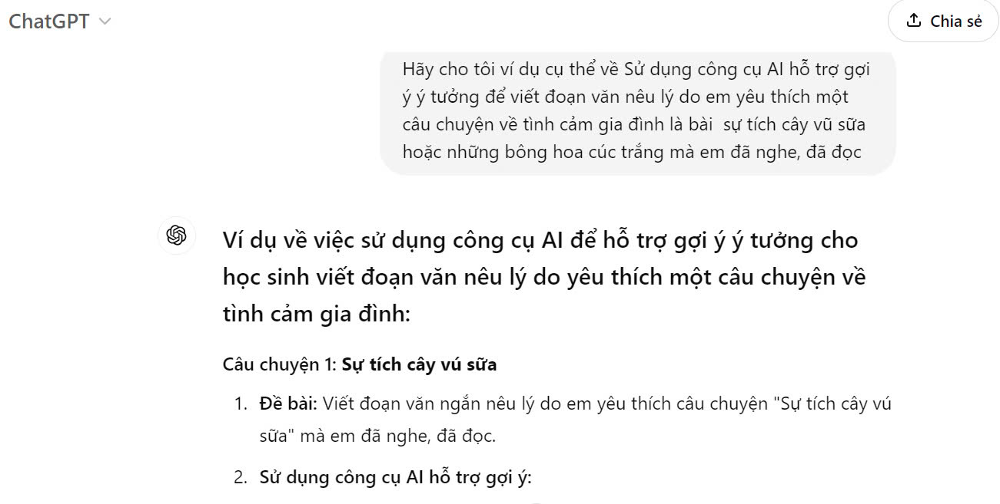 ChatGPT
Chia sẻ
Hãy cho tôi ví dụ cụ thể về Sử dụng công cụ AI hỗ trợ gợi
ý ý tưởng để viết đoạn văn nêu lý do em yêu thích một
câu chuyện về tình cảm gia đình là bài  sự tích cây vũ sữa
hoặc những bông hoa cúc trắng mà em đã nghe, đã đọc
Ví dụ về việc sử dụng công cụ AI để hỗ trợ gợi ý ý tưởng cho
học sinh viết đoạn văn nêu lý do yêu thích một câu chuyện về
tình cảm gia đình:
Câu chuyện 1: Sự tích cây vú sữa
1. Đề bài: Viết đoạn văn ngắn nêu lý do em yêu thích câu chuyện "Sự tích cây vú
sữa" mà em đã nghe, đã đọc.
2. Sử dụng công cụ AI hỗ trợ gợi ý: